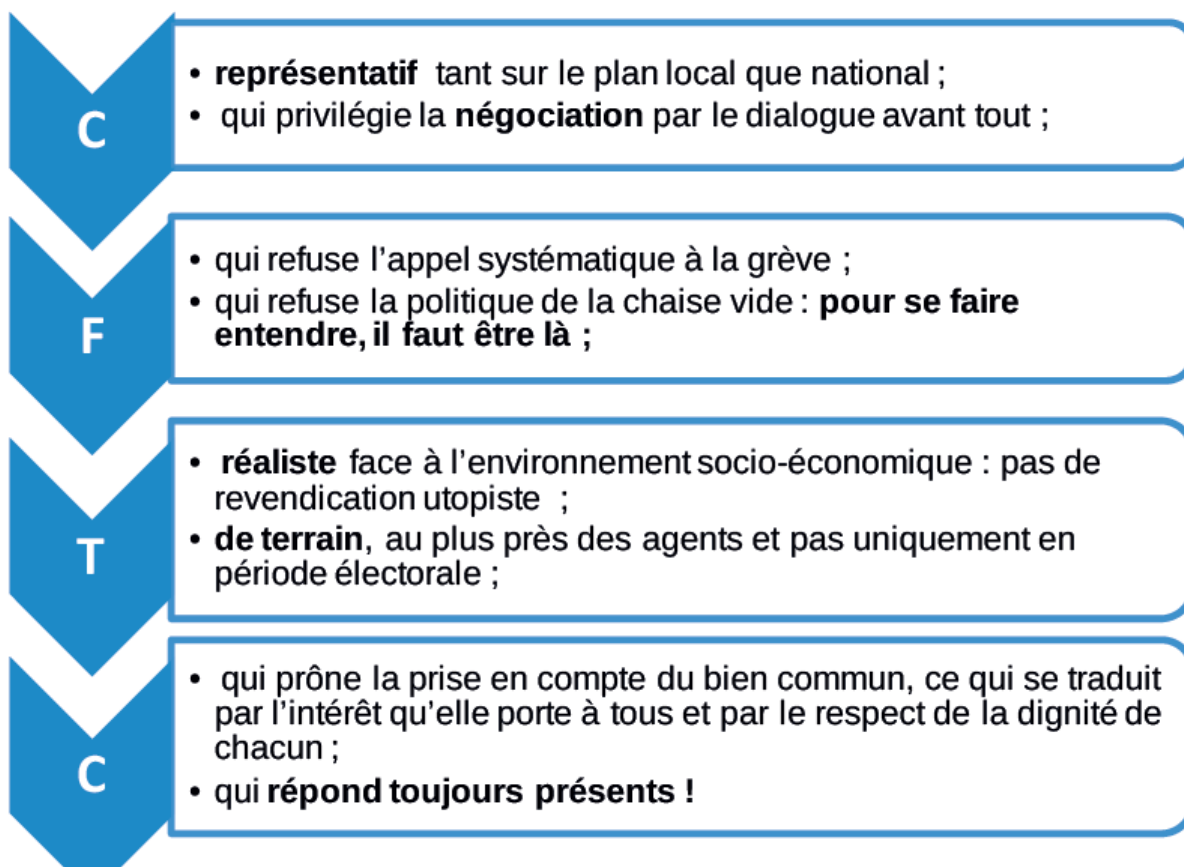 C
• représentatif tant sur le plan local que national ;
• qui privilégie la négociation par le dialogue avant tout ;
F
• qui refuse l’appel systématique à la grève ;
• qui refuse la politique de la chaise vide : pour se faire
entendre, il faut être là ;
T
• réaliste face à l’environnement socio-économique : pas de
revendication utopiste ;
• de terrain, au plus près des agents et pas uniquement en
période électorale ;
C
• qui prône la prise en compte du bien commun, ce qui se traduit
par l’intérêt qu’elle porte à tous et par le respect de la dignité de
chacun ;
• qui répond toujours présents !